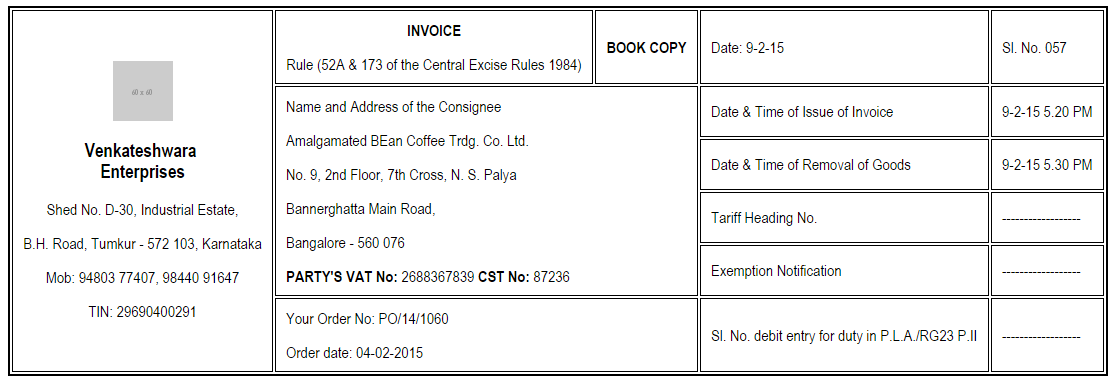 60 x 60
Venkateshwara
Enterprises
Shed No. D-30, Industrial Estate,
B.H. Road, Tumkur - 572 103, Karnataka
Mob: 94803 77407, 98440 91647
TIN: 29690400291
INVOICE
Rule (52A & 173 of the Central Excise Rules 1984)
BOOK COPY
Date: 9-2-15
Sl. No. 057
Name and Address of the Consignee
Amalgamated BEan Coffee Trdg. Co. Ltd.
No. 9, 2nd Floor, 7th Cross, N. S. Palya
Bannerghatta Main Road,
Bangalore - 560 076
PARTY'S VAT No: 2688367839 CST No: 87236
Date & Time of Issue of Invoice
9-2-15 5.20 PM
Date & Time of Removal of Goods
9-2-15 5.30 PM
Tariff Heading No.
------------------
Exemption Notification
------------------
Your Order No: PO/14/1060
Order date: 04-02-2015
Sl. No. debit entry for duty in P.L.A./RG23 P.II
------------------